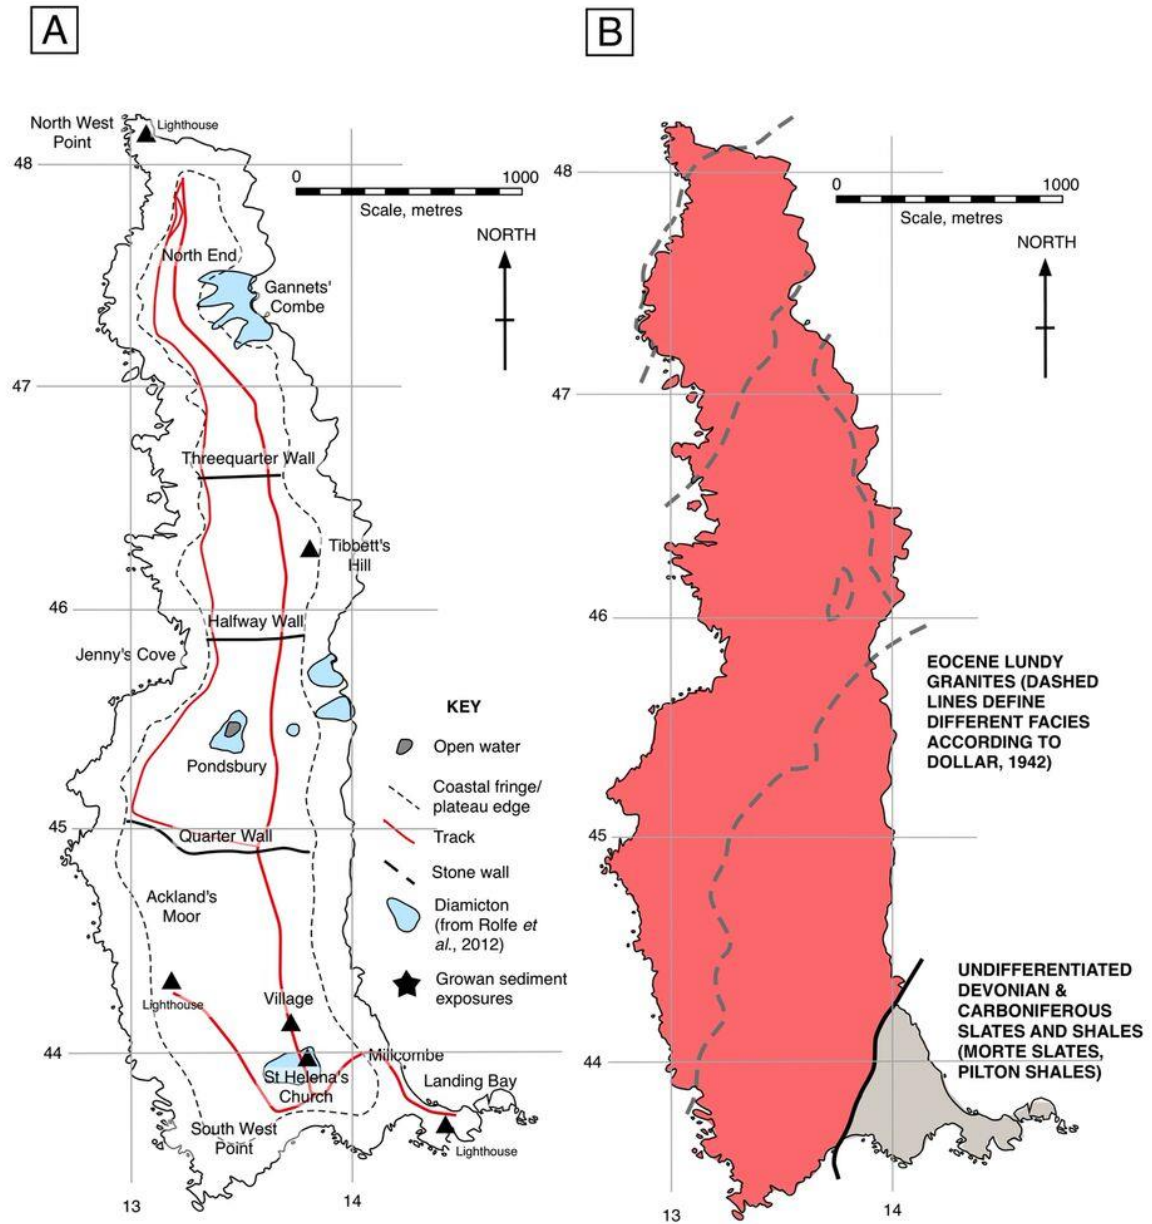 A
North West
Point
Lighthouse
48
0
1000
Scale, metres
NORTH
North End
Gannets'
Combe
47
Threequarter Wall
Tibbett's
Hill
46
Halfway Wall
Jenny's Cove
KEY
Open water
Pondsbury
Coastal fringe/
plateau edge
45
Quarter Wall
Track
Stone wall
Ackland's
Moor
Diamicton
(from Rolfe et
al., 2012)
Growan sediment
exposures
Lighthouse
Village
44
Millcombe
St Helena's
Church
Landing Bay
South West
Point
Lighthouse
13
14
B
48
0
1000
Scale, metres
NORTH
47
46
EOCENE LUNDY
GRANITES (DASHED
LINES DEFINE
DIFFERENT FACIES
ACCORDING TO
DOLLAR, 1942)
45
UNDIFFERENTIATED
DEVONIAN &
CARBONIFEROUS
SLATES AND SHALES
(MORTE SLATES,
PILTON SHALES)
44
13
14